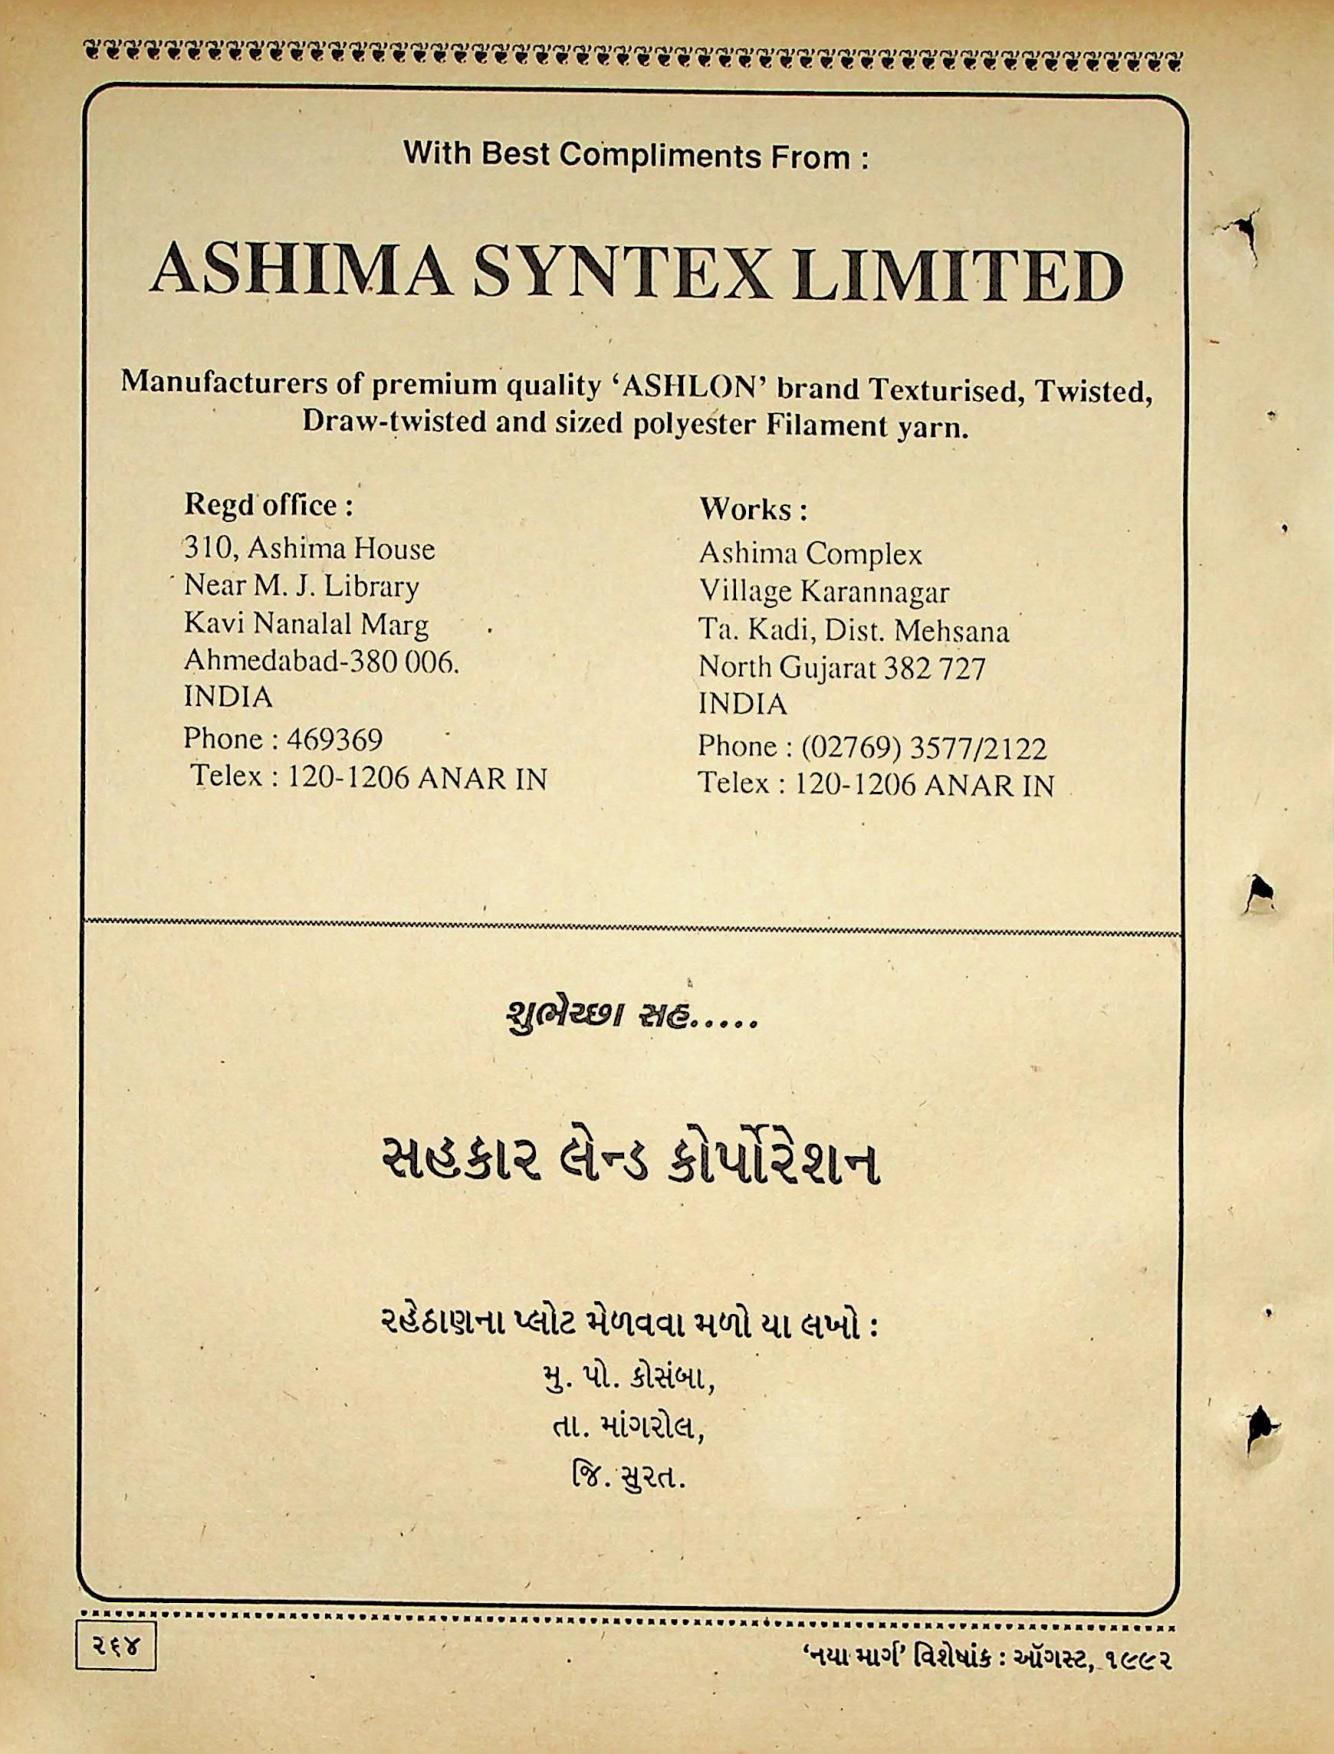 With Best Compliments From :
ASHIMA SYNTEX LIMITED
Manufacturers of premium quality ‘ASHLON’ brand Texturised, Twisted,
Draw-twisted and sized polyester Filament yarn.
Regd office :
310, Ashima House
Near M. J. Library
Kavi Nanalal Marg
Ahmedabad-380 006.
INDIA
Phone : 469369
Telex : 120-1206 ANAR IN
Works :
Ashima Complex
Village Karannagar
Ta. Kadi, Dist. Mehsana
North Gujarat 382 727
INDIA
Phone : (02769) 3577/2122
Telex : 120-1206 ANAR IN
શુભેચ્છા સહ.....
સહકાર લેન્ડ કોર્પોરેશન
રહેઠાણના પ્લોટ મેળવવા મળો યા લખો :
મુ. પો. કોસંબા,
તા. માંગરોલ,
જિ. સુરત.
૨૬૪
‘નયા માર્ગ’ વિશેષાંક : ઑગસ્ટ, ૧૯૯૨